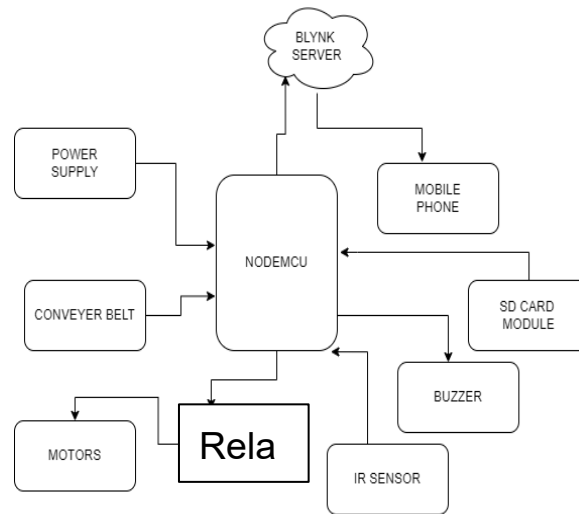 BLYNK
SERVER
POWER
SUPPLY
MOBILE
PHONE
NODEMCU
CONVEYER BELT
SD CARD
MODULE
BUZZER
Rela
MOTORS
IR SENSOR